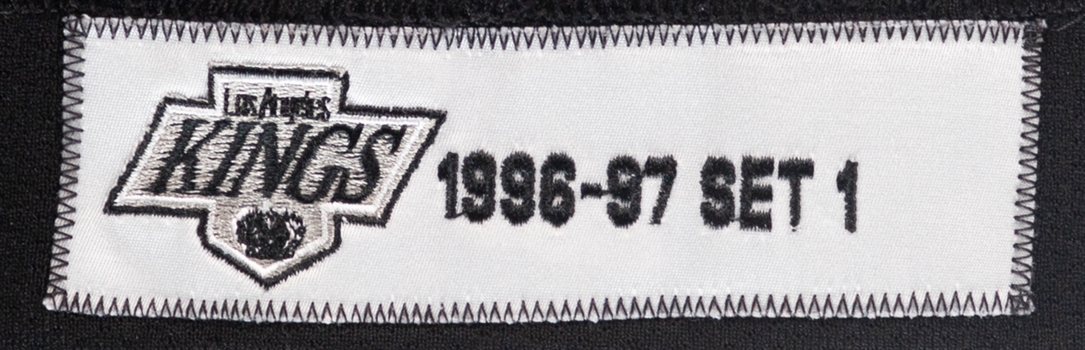 Los Angeles
KINGS
1996-97 SET 1